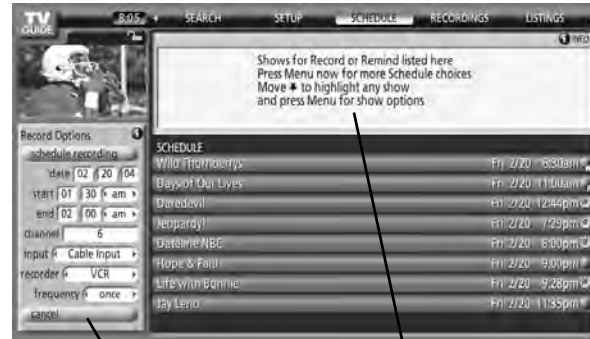 TV
GUIDE
8:05
SEARCH
SETUP
SCHEDULE
RECORDINGS
LISTINGS
INFO
Shows for Record or Remind listed here
Press Menu now for more Schedule choices
Move to highlight any show
and press Menu for show options
Record Options
schedule recording
date 02 20 04
start 01 30 am
end 02 00 am
channel 6
input Cable Input
recorder VCR
frequency once
cancel
SCHEDULE
Wild Thornberrys Fri 2/20 6:30am
Days of Our Lives Fri 2/20 11:00am
Daredevil Fri 2/20 12:44pm
Jeopardy! Fri 2/20 7:29pm
Dateline NBC Fri 2/20 8:00pm
Hope & Faith Fri 2/20 9:00pm
Life with Bonnie Fri 2/20 9:28pm
Jay Leno Fri 2/20 11:35pm